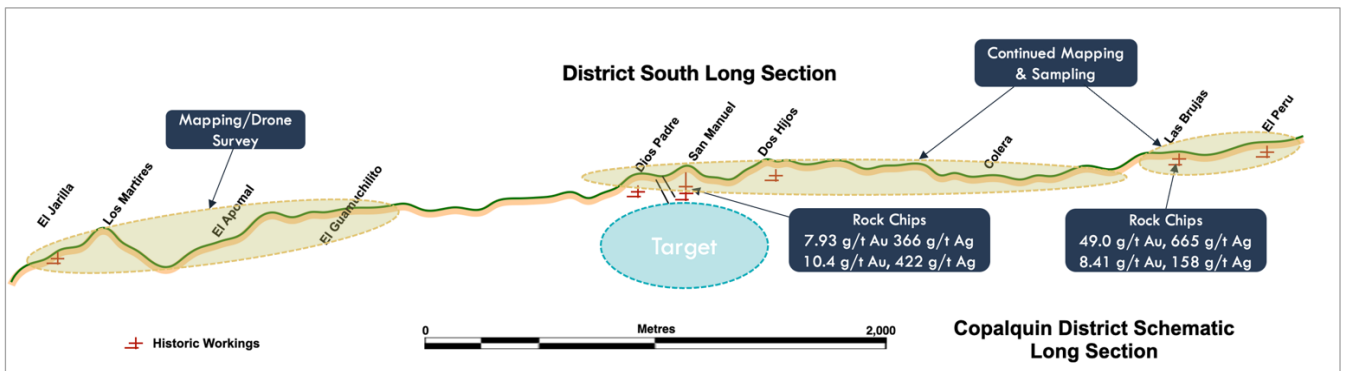 District South Long Section
Continued Mapping
& Sampling
Mapping/Drone
Survey
El Jarilla
Los Martires
El Apomal
El Guamuchilito
Dios Padre
San Manuel
Dos Hijos
Colera
Las Brujas
El Peru
Target
Rock Chips
7.93 g/t Au 366 g/t Ag
10.4 g/t Au, 422 g/t Ag
Rock Chips
49.0 g/t Au, 665 g/t Ag
8.41 g/t Au, 158 g/t Ag
Historic Workings
0 Metres 2,000
Copalquin District Schematic
Long Section